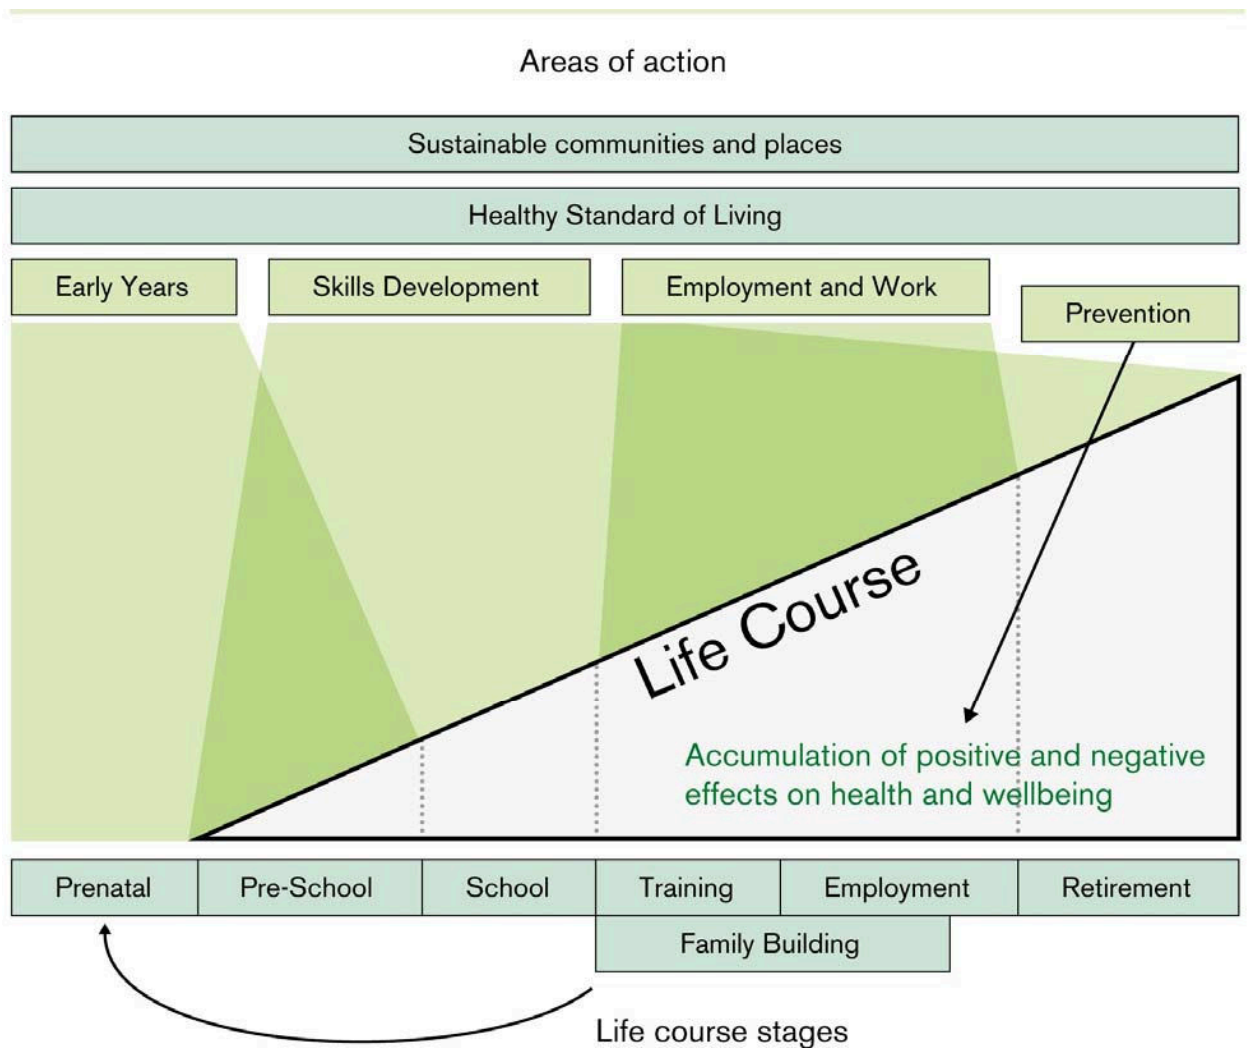 Areas of action
Sustainable communities and places
Healthy Standard of Living
Early Years
Skills Development
Employment and Work
Prevention
Life Course
Accumulation of positive and negative
effects on health and wellbeing
Prenatal
Pre-School
School
Training
Employment
Retirement
Family Building
Life course stages